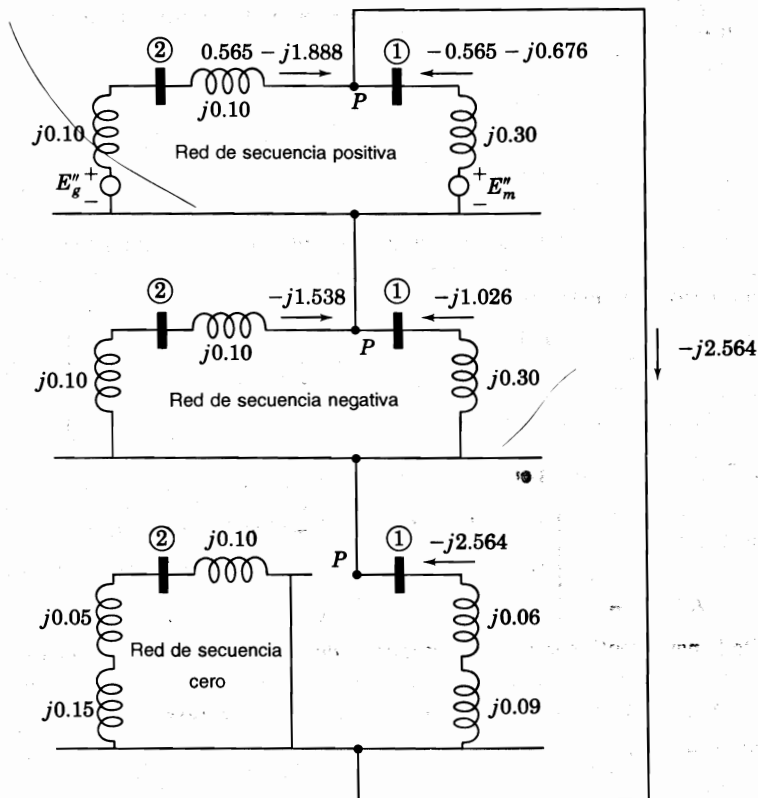 ② 0.565 − j1.888 ① − 0.565 − j0.676
P
j0.10
j0.10 j0.30
Red de secuencia positiva
E''g + − + E''m −
② −j1.538 ① −j1.026
j0.10 P
−j2.564
j0.10 j0.30
Red de secuencia negativa
② j0.10 P ① −j2.564
j0.05 j0.06
Red de secuencia
cero
j0.15 j0.09